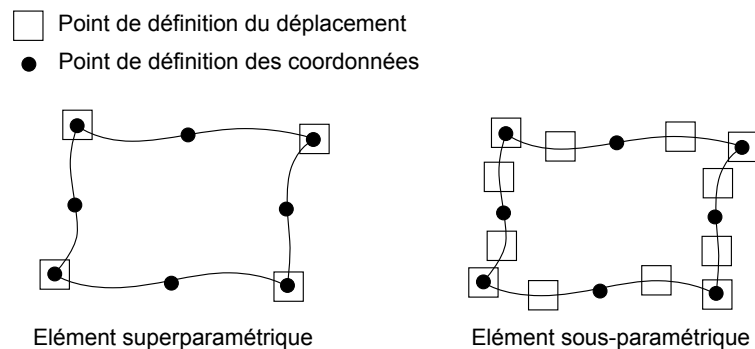 Point de définition du déplacement
Point de définition des coordonnées
Elément superparamétrique
Elément sous-paramétrique